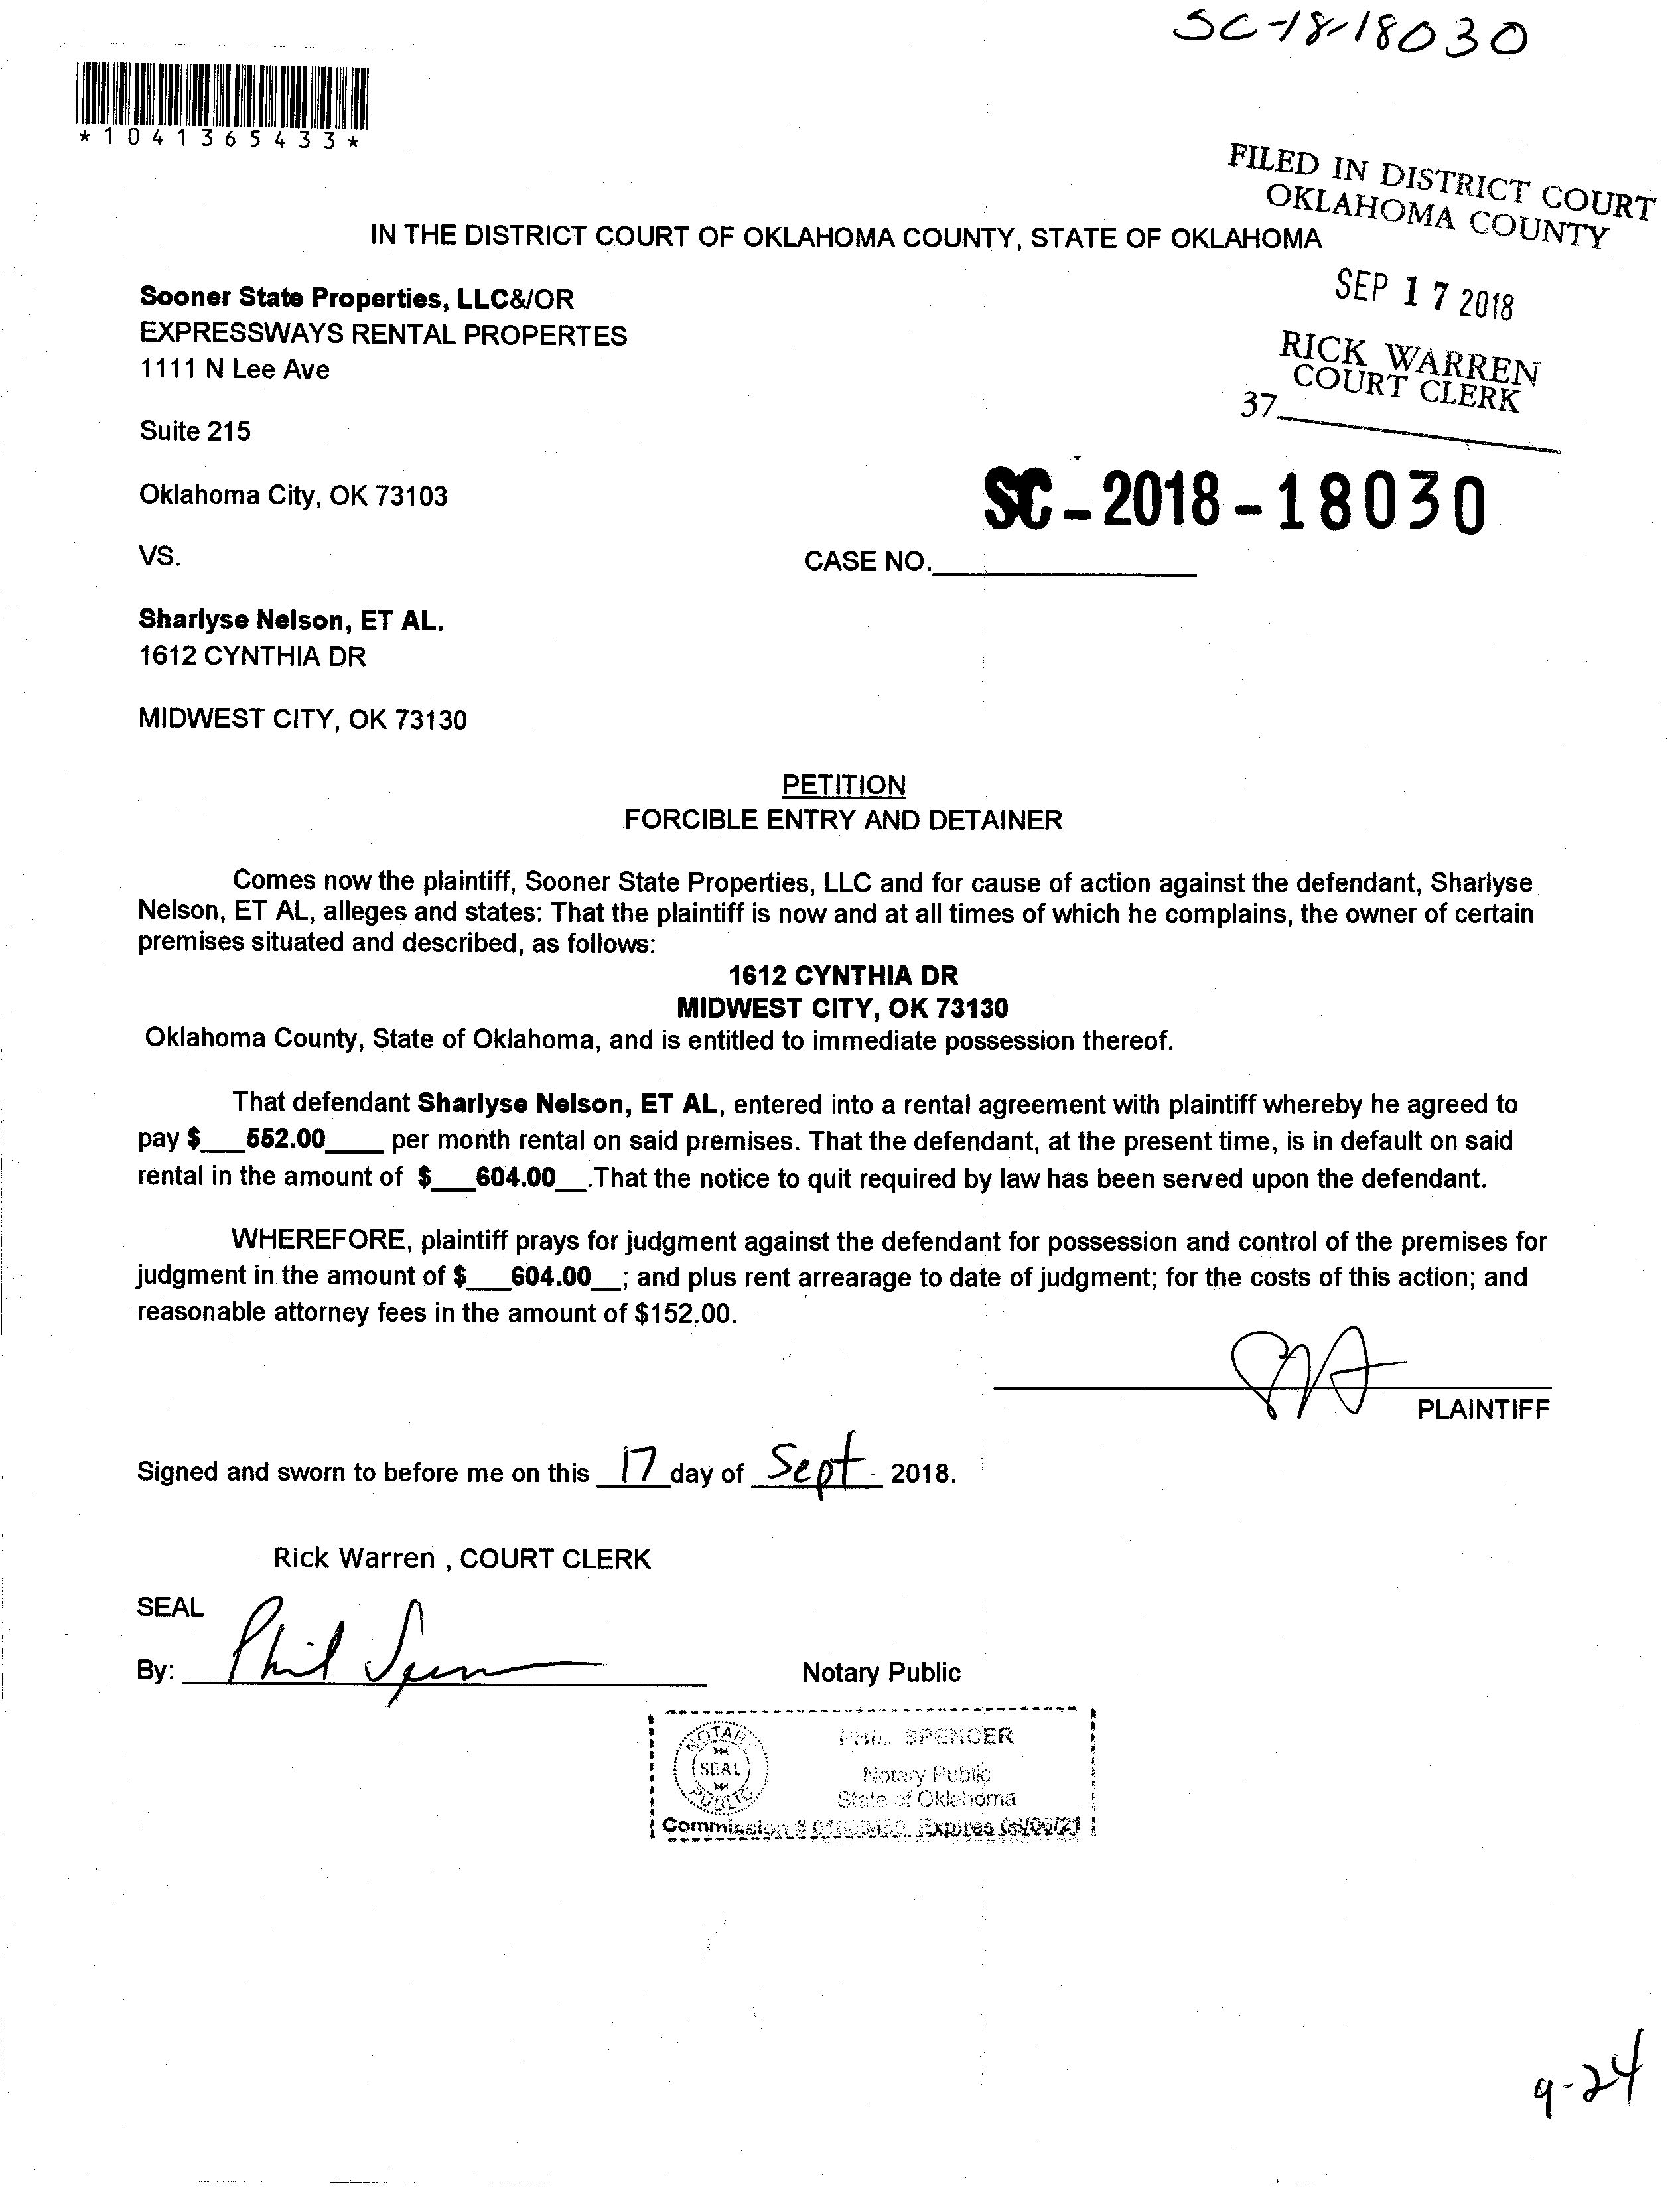 SC-18-18030
*1041365433*
FILED IN DISTRICT COURT
OKLAHOMA COUNTY
IN THE DISTRICT COURT OF OKLAHOMA COUNTY, STATE OF OKLAHOMA
SEP 17 2018
Sooner State Properties, LLC&/OR
EXPRESSWAYS RENTAL PROPERTES
1111 N Lee Ave
RICK WARREN
COURT CLERK
37
Suite 215
Oklahoma City, OK 73103
SC-2018-18030
VS.
CASE NO.
Sharlyse Nelson, ET AL.
1612 CYNTHIA DR
MIDWEST CITY, OK 73130
PETITION
FORCIBLE ENTRY AND DETAINER
Comes now the plaintiff, Sooner State Properties, LLC and for cause of action against the defendant, Sharlyse
Nelson, ET AL, alleges and states: That the plaintiff is now and at all times of which he complains, the owner of certain
premises situated and described, as follows:
1612 CYNTHIA DR
MIDWEST CITY, OK 73130
Oklahoma County, State of Oklahoma, and is entitled to immediate possession thereof.
That defendant Sharlyse Nelson, ET AL, entered into a rental agreement with plaintiff whereby he agreed to
pay $___552.00____ per month rental on said premises. That the defendant, at the present time, is in default on said
rental in the amount of $___604.00__.That the notice to quit required by law has been served upon the defendant.
WHEREFORE, plaintiff prays for judgment against the defendant for possession and control of the premises for
judgment in the amount of $___604.00__; and plus rent arrearage to date of judgment; for the costs of this action; and
reasonable attorney fees in the amount of $152.00.
PLAINTIFF
Signed and sworn to before me on this 17 day of Sept. 2018.
Rick Warren , COURT CLERK
SEAL
By: Phil Spencer
Notary Public
NOTARY
SEAL
PUBLIC
PHIL SPENCER
Notary Public
State of Oklahoma
Commission # Expires
9-24